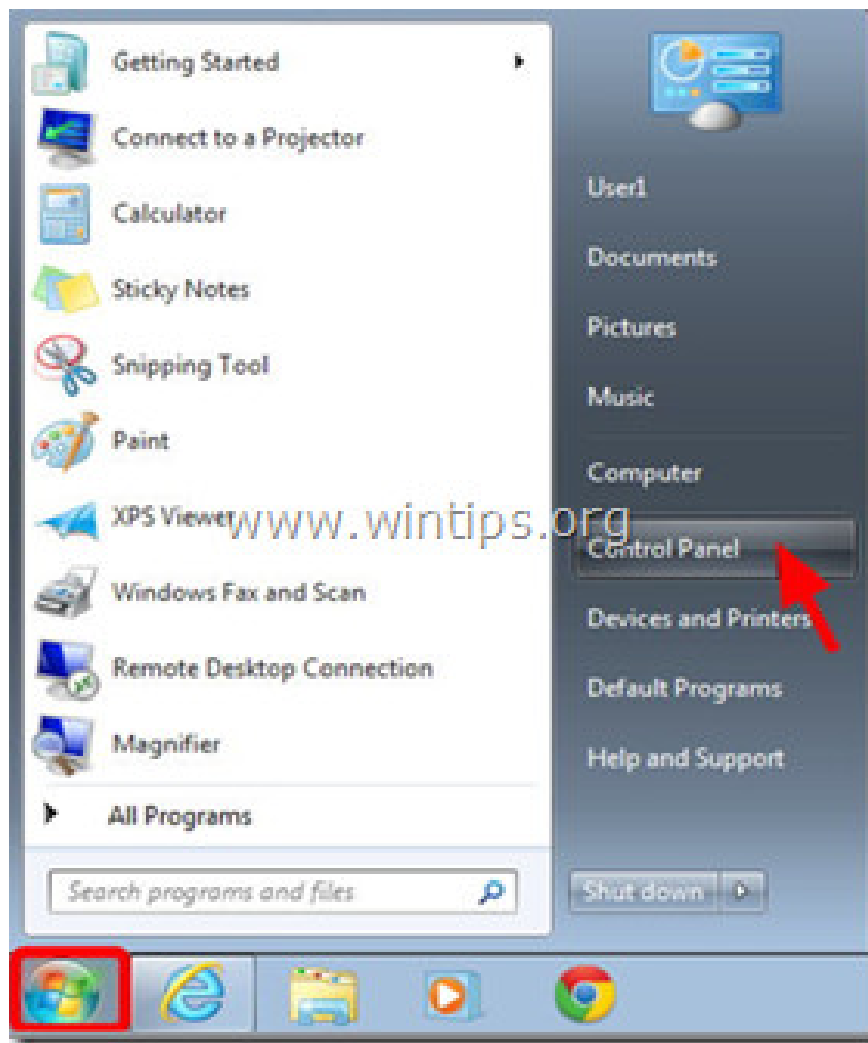 Getting Started
Connect to a Projector
Calculator
Sticky Notes
Snipping Tool
Paint
XPS Viewer
Windows Fax and Scan
Remote Desktop Connection
Magnifier
All Programs
Search programs and files
User1
Documents
Pictures
Music
Computer
www.wintips.org
Control Panel
Devices and Printers
Default Programs
Help and Support
Shut down